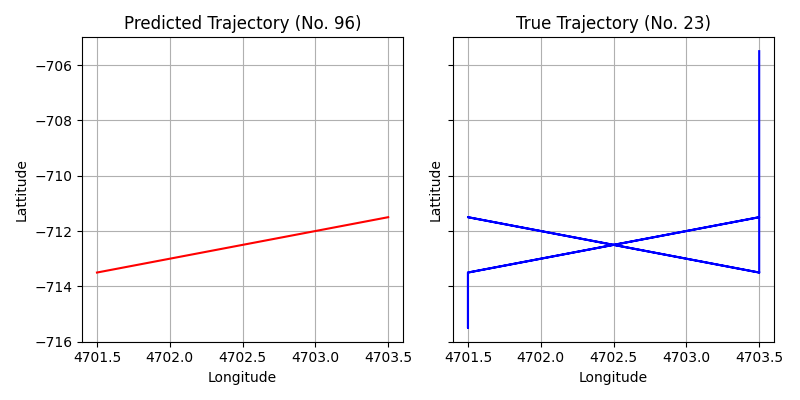 Predicted Trajectory (No. 96)
True Trajectory (No. 23)
Lattitude
−706
−708
−710
−712
−714
−716
4701.5 4702.0 4702.5 4703.0 4703.5
Longitude
Lattitude
4701.5 4702.0 4702.5 4703.0 4703.5
Longitude